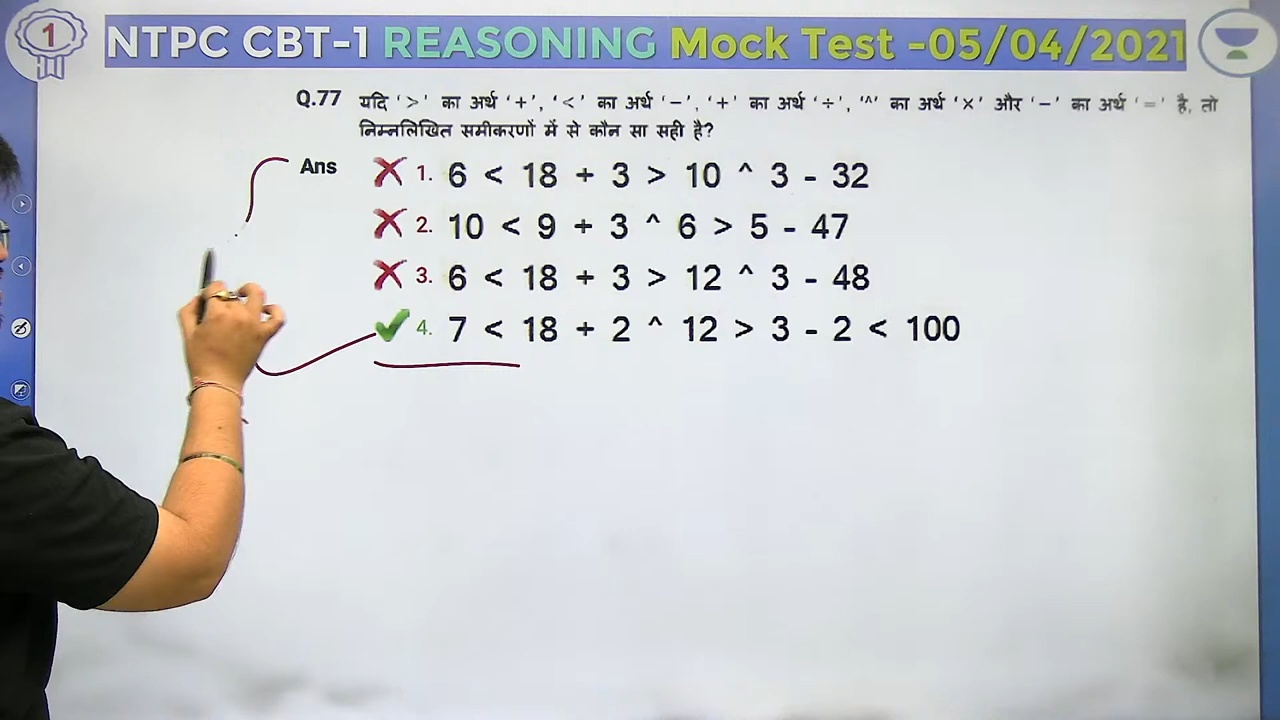 1
NTPC CBT-1 REASONING Mock Test -05/04/2021
Q.77 यदि '>' का अर्थ '+', '<' का अर्थ '−', '+' का अर्थ '÷', '^' का अर्थ '×' और '−' का अर्थ '=' है, तो
निम्नलिखित समीकरणों में से कौन सा सही है?
Ans
1. 6 < 18 + 3 > 10 ^ 3 - 32
2. 10 < 9 + 3 ^ 6 > 5 - 47
3. 6 < 18 + 3 > 12 ^ 3 - 48
4. 7 < 18 + 2 ^ 12 > 3 - 2 < 100